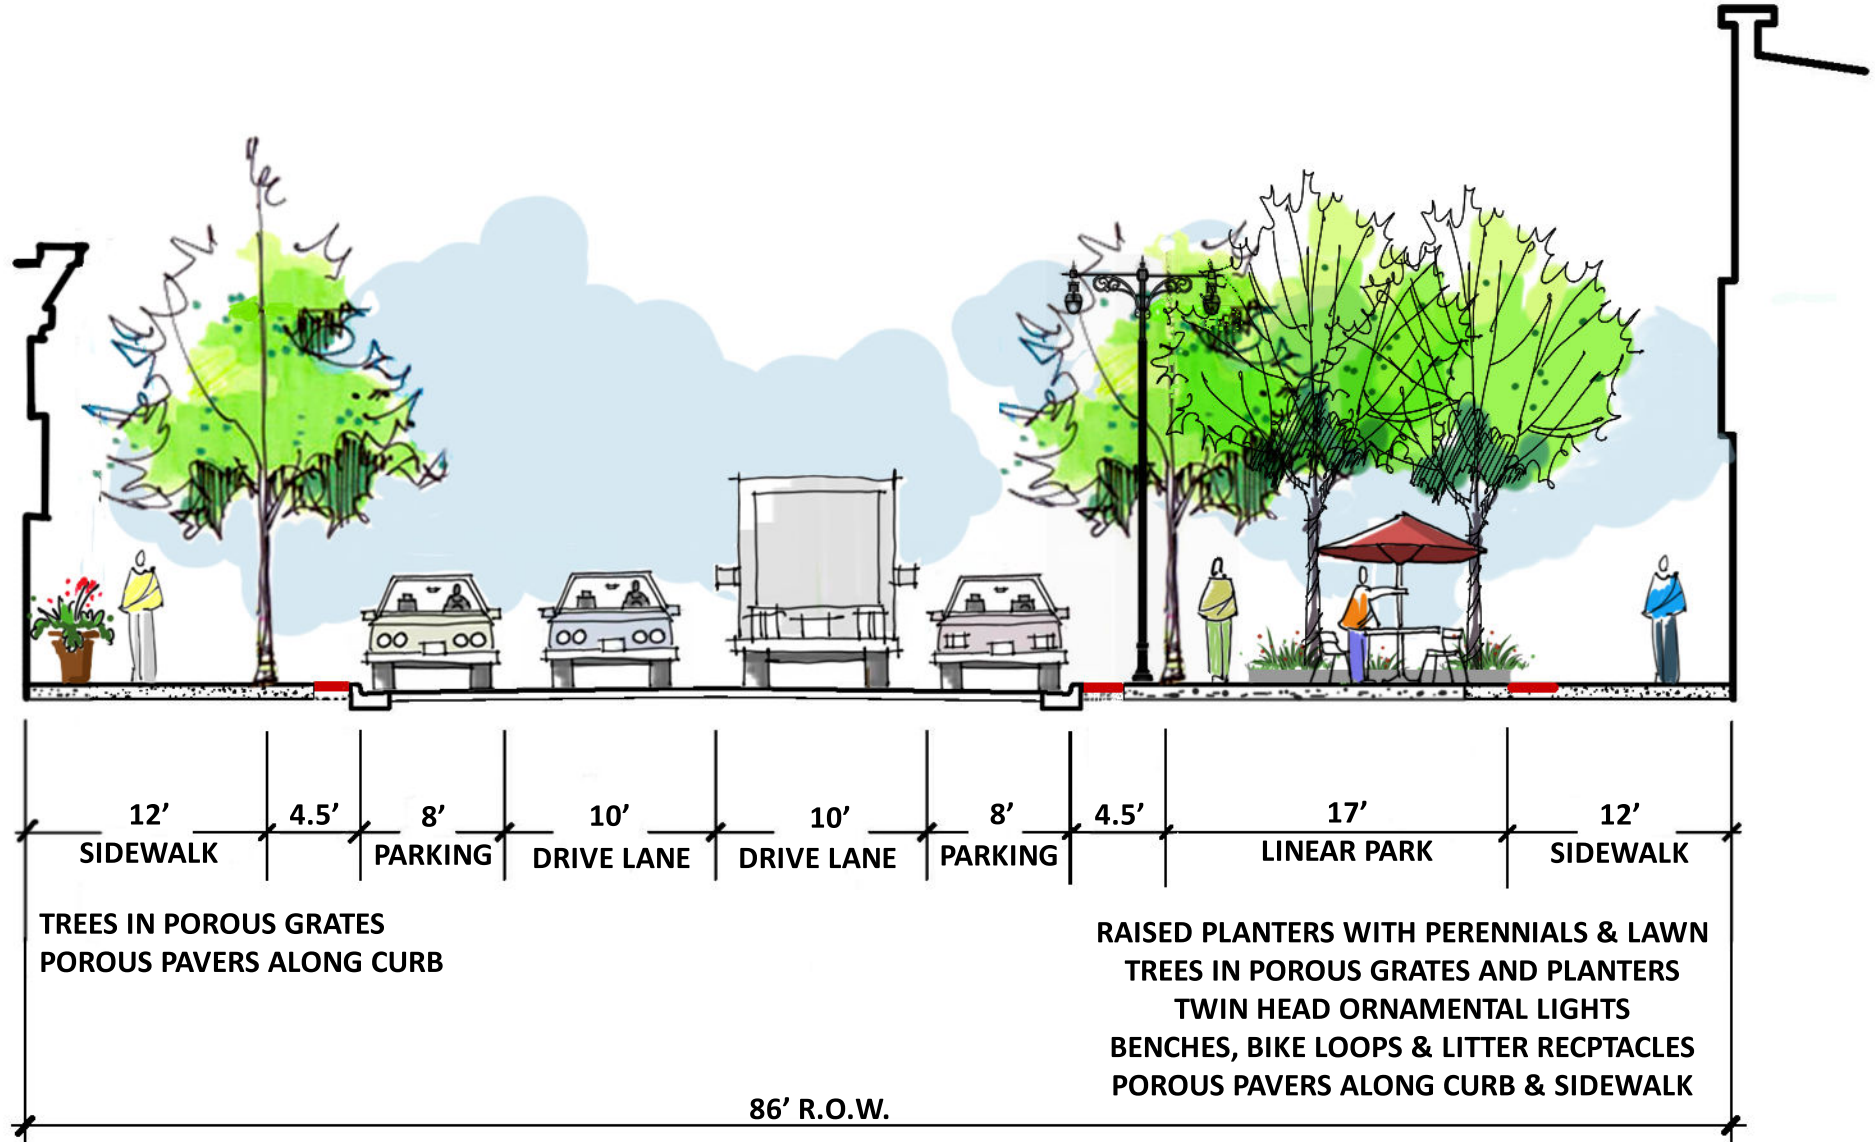 12’ 4.5’ 8’ 10’ 10’ 8’ 4.5’ 17’ 12’
SIDEWALK PARKING DRIVE LANE DRIVE LANE PARKING LINEAR PARK SIDEWALK
TREES IN POROUS GRATES
POROUS PAVERS ALONG CURB
RAISED PLANTERS WITH PERENNIALS & LAWN
TREES IN POROUS GRATES AND PLANTERS
TWIN HEAD ORNAMENTAL LIGHTS
BENCHES, BIKE LOOPS & LITTER RECPTACLES
POROUS PAVERS ALONG CURB & SIDEWALK
86’ R.O.W.